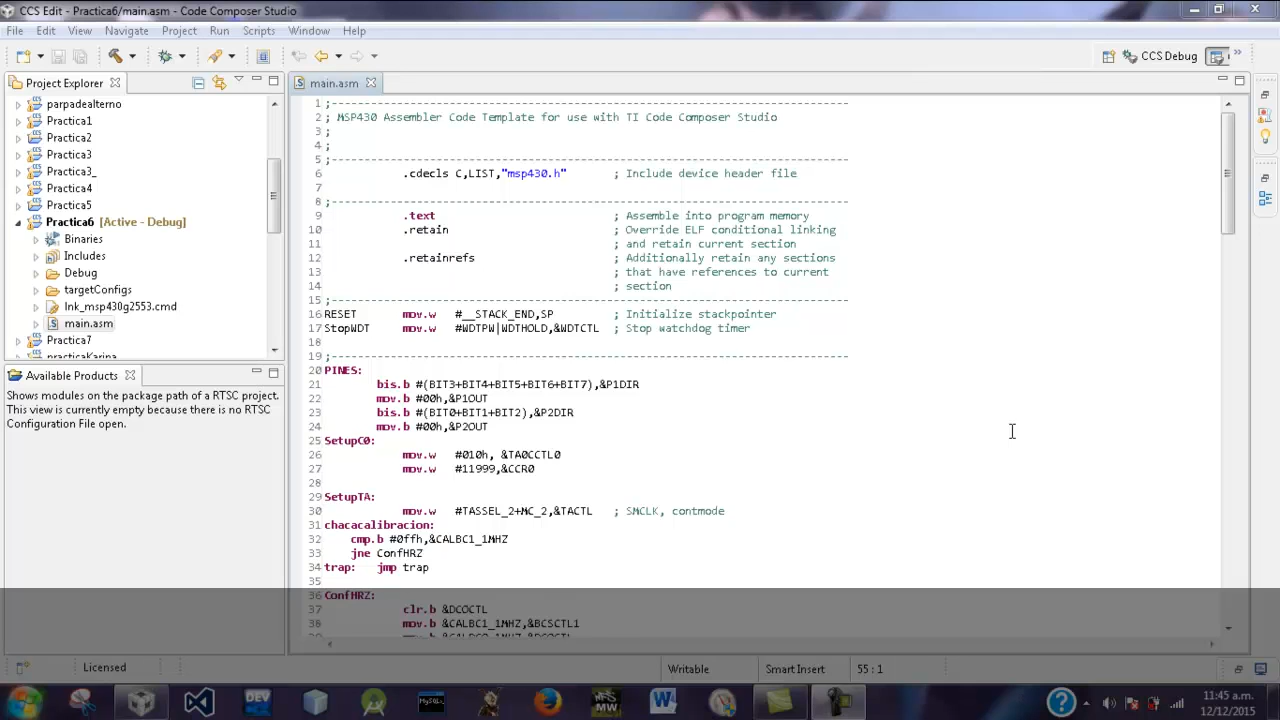 CCS Edit - Practica6/main.asm - Code Composer Studio
File Edit View Navigate Project Run Scripts Window Help
CCS Debug
Project Explorer
parpadealterno
Practica1
Practica2
Practica3
Practica3_
Practica4
Practica5
Practica6 [Active - Debug]
Binaries
Includes
Debug
targetConfigs
lnk_msp430g2553.cmd
main.asm
Practica7
practicaKarina
Available Products
Shows modules on the package path of a RTSC project.
This view is currently empty because there is no RTSC
Configuration File open.
main.asm
1 ;-------------------------------------------------------------------------------
2 ; MSP430 Assembler Code Template for use with TI Code Composer Studio
3 ;
4 ;
5 ;-------------------------------------------------------------------------------
6 .cdecls C,LIST,"msp430.h" ; Include device header file
7
8 ;-------------------------------------------------------------------------------
9 .text ; Assemble into program memory
10 .retain ; Override ELF conditional linking
11 ; and retain current section
12 .retainrefs ; Additionally retain any sections
13 ; that have references to current
14 ; section
15 ;-------------------------------------------------------------------------------
16 RESET mov.w #__STACK_END,SP ; Initialize stackpointer
17 StopWDT mov.w #WDTPW|WDTHOLD,&WDTCTL ; Stop watchdog timer
18
19 ;-------------------------------------------------------------------------------
20 PINES:
21 bis.b #(BIT3+BIT4+BIT5+BIT6+BIT7),&P1DIR
22 mov.b #00h,&P1OUT
23 bis.b #(BIT0+BIT1+BIT2),&P2DIR
24 mov.b #00h,&P2OUT
25 SetupC0:
26 mov.w #010h, &TA0CCTL0
27 mov.w #11999,&CCR0
28
29 SetupTA:
30 mov.w #TASSEL_2+MC_2,&TACTL ; SMCLK, contmode
31 chacacalibracion:
32 cmp.b #0ffh,&CALBC1_1MHZ
33 jne ConfHRZ
34 trap: jmp trap
35
36 ConfHRZ:
37 clr.b &DCOCTL
38 mov.b &CALBC1_1MHZ,&BCSCTL1
Licensed
Writable
Smart Insert
55 : 1
11:45 a.m.
12/12/2015